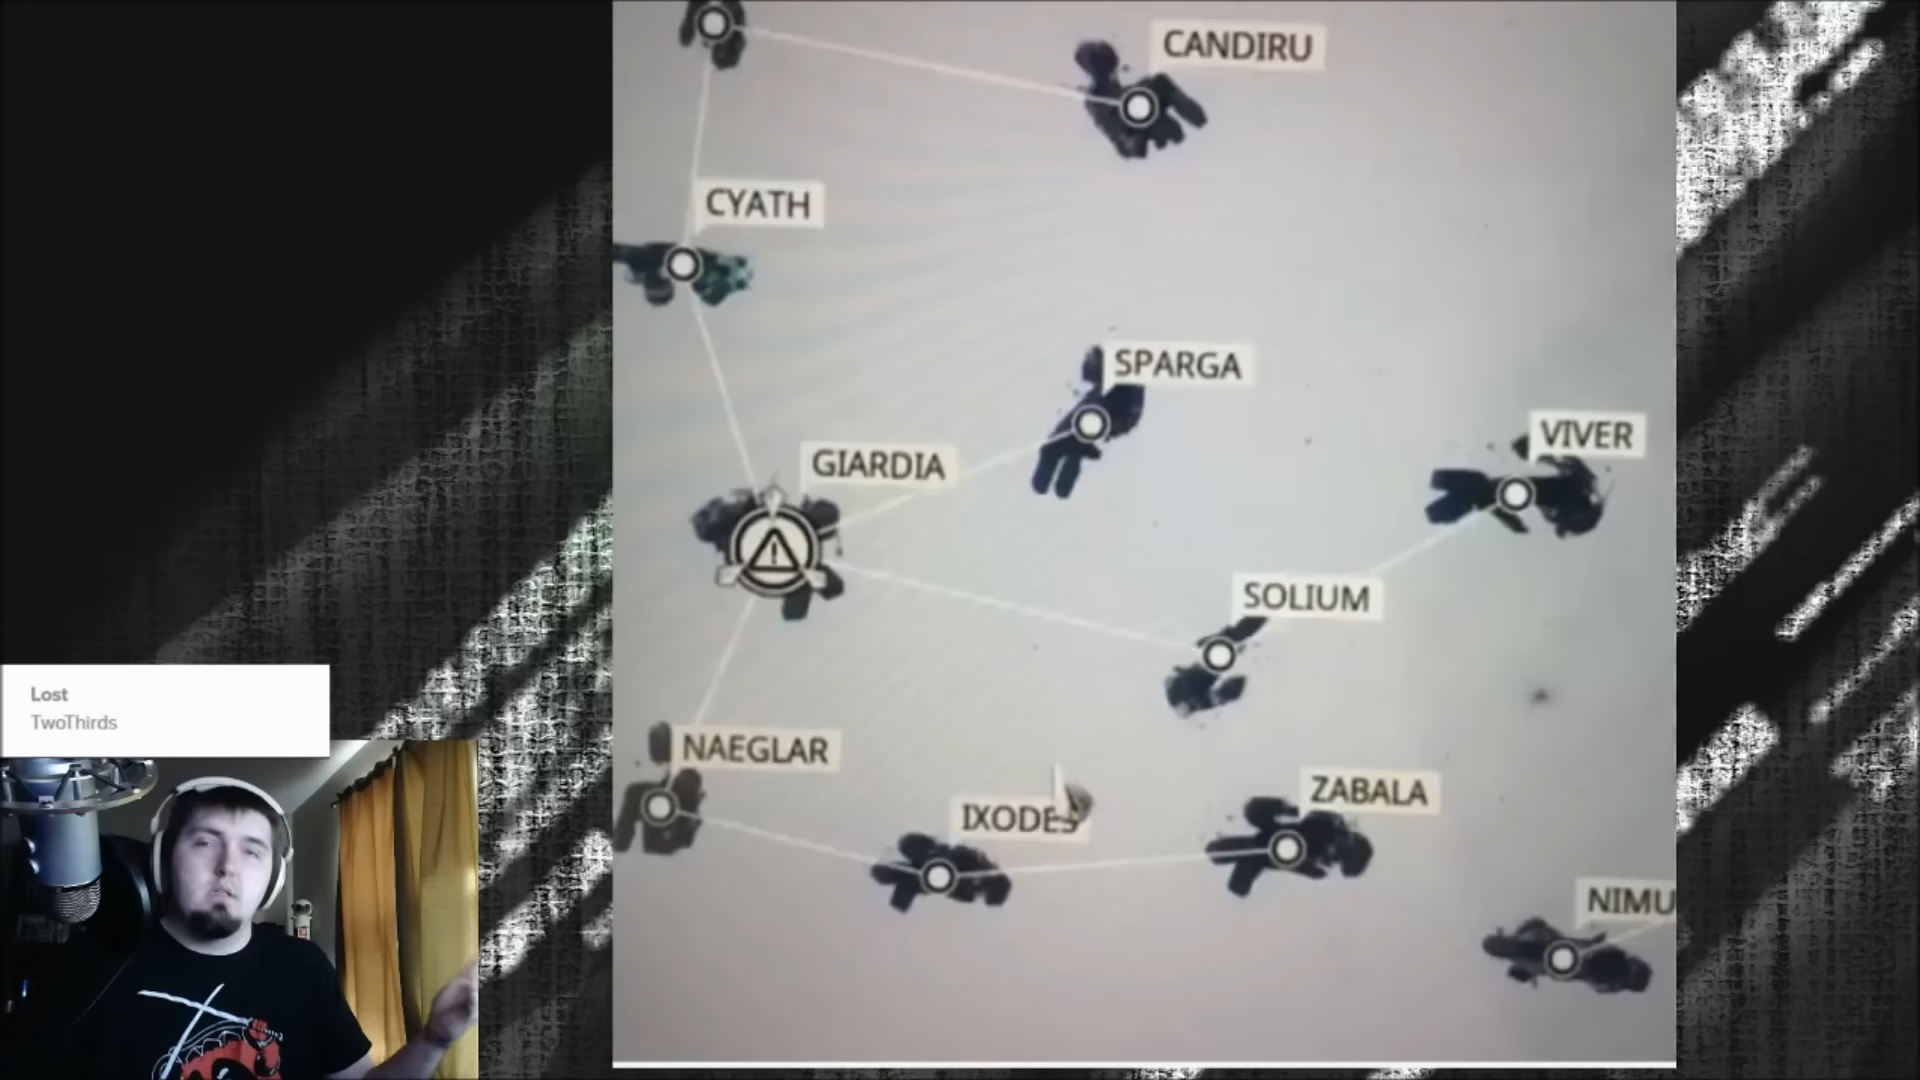 CANDIRU
CYATH
SPARGA
VIVER
GIARDIA
SOLIUM
Lost
TwoThirds
NAEGLAR
IXODES
ZABALA
NIMU